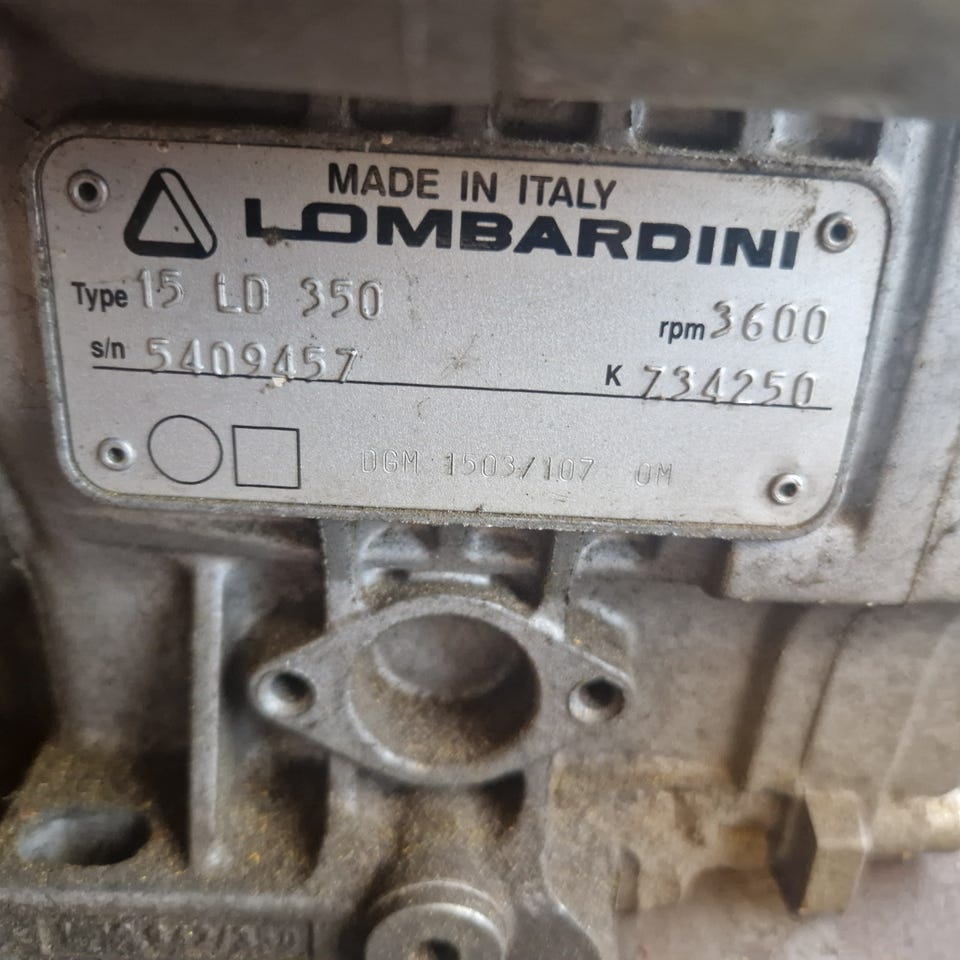 MADE IN ITALY
LOMBARDINI
Type 15 LD 350
rpm 3600
s/n 5409457
K 734250
DGM 1503/107 OM